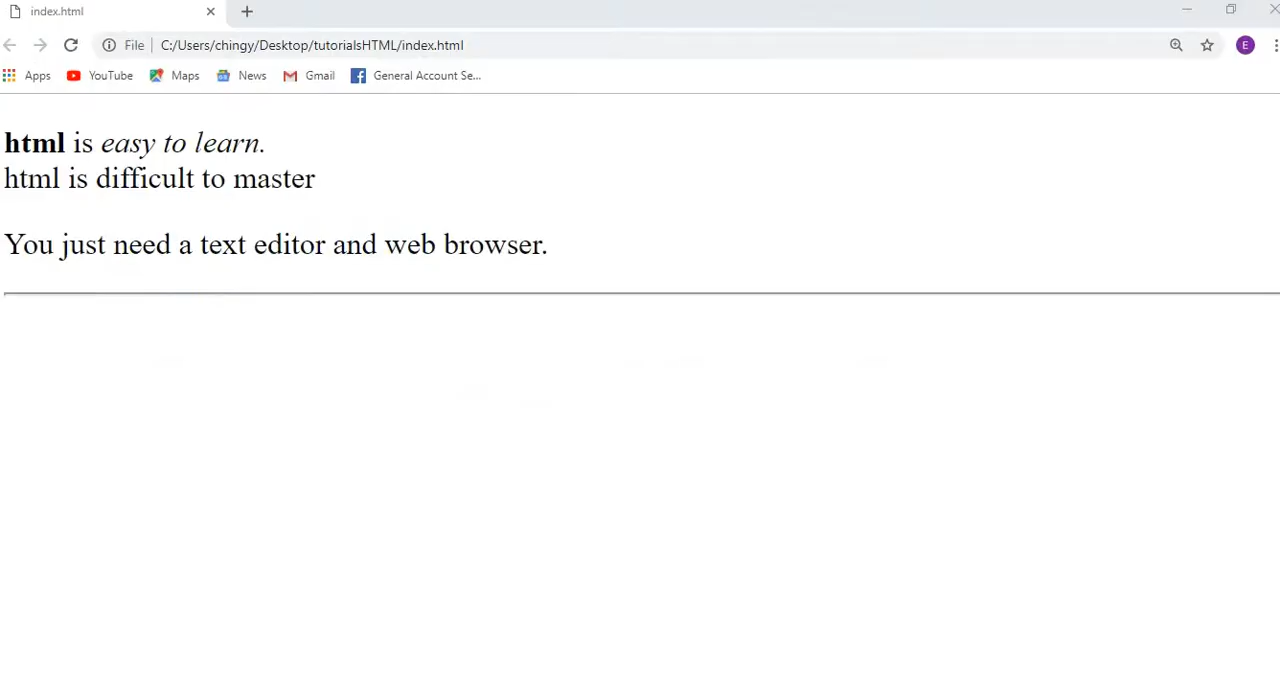 index.html
File C:/Users/chingy/Desktop/tutorialsHTML/index.html E
Apps YouTube Maps News Gmail General Account Se...
html is easy to learn.
html is difficult to master
You just need a text editor and web browser.